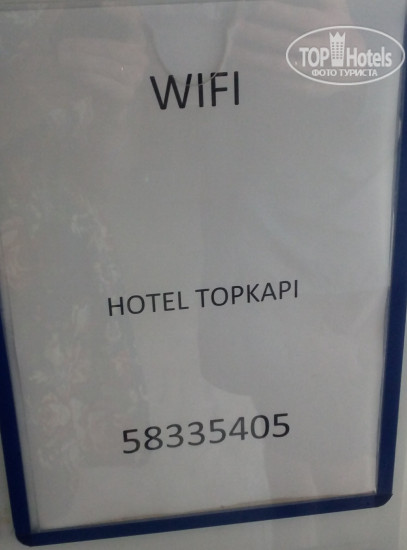 TOP Hotels
ФОТО ТУРИСТА
WIFI
HOTEL TOPKAPI
58335405